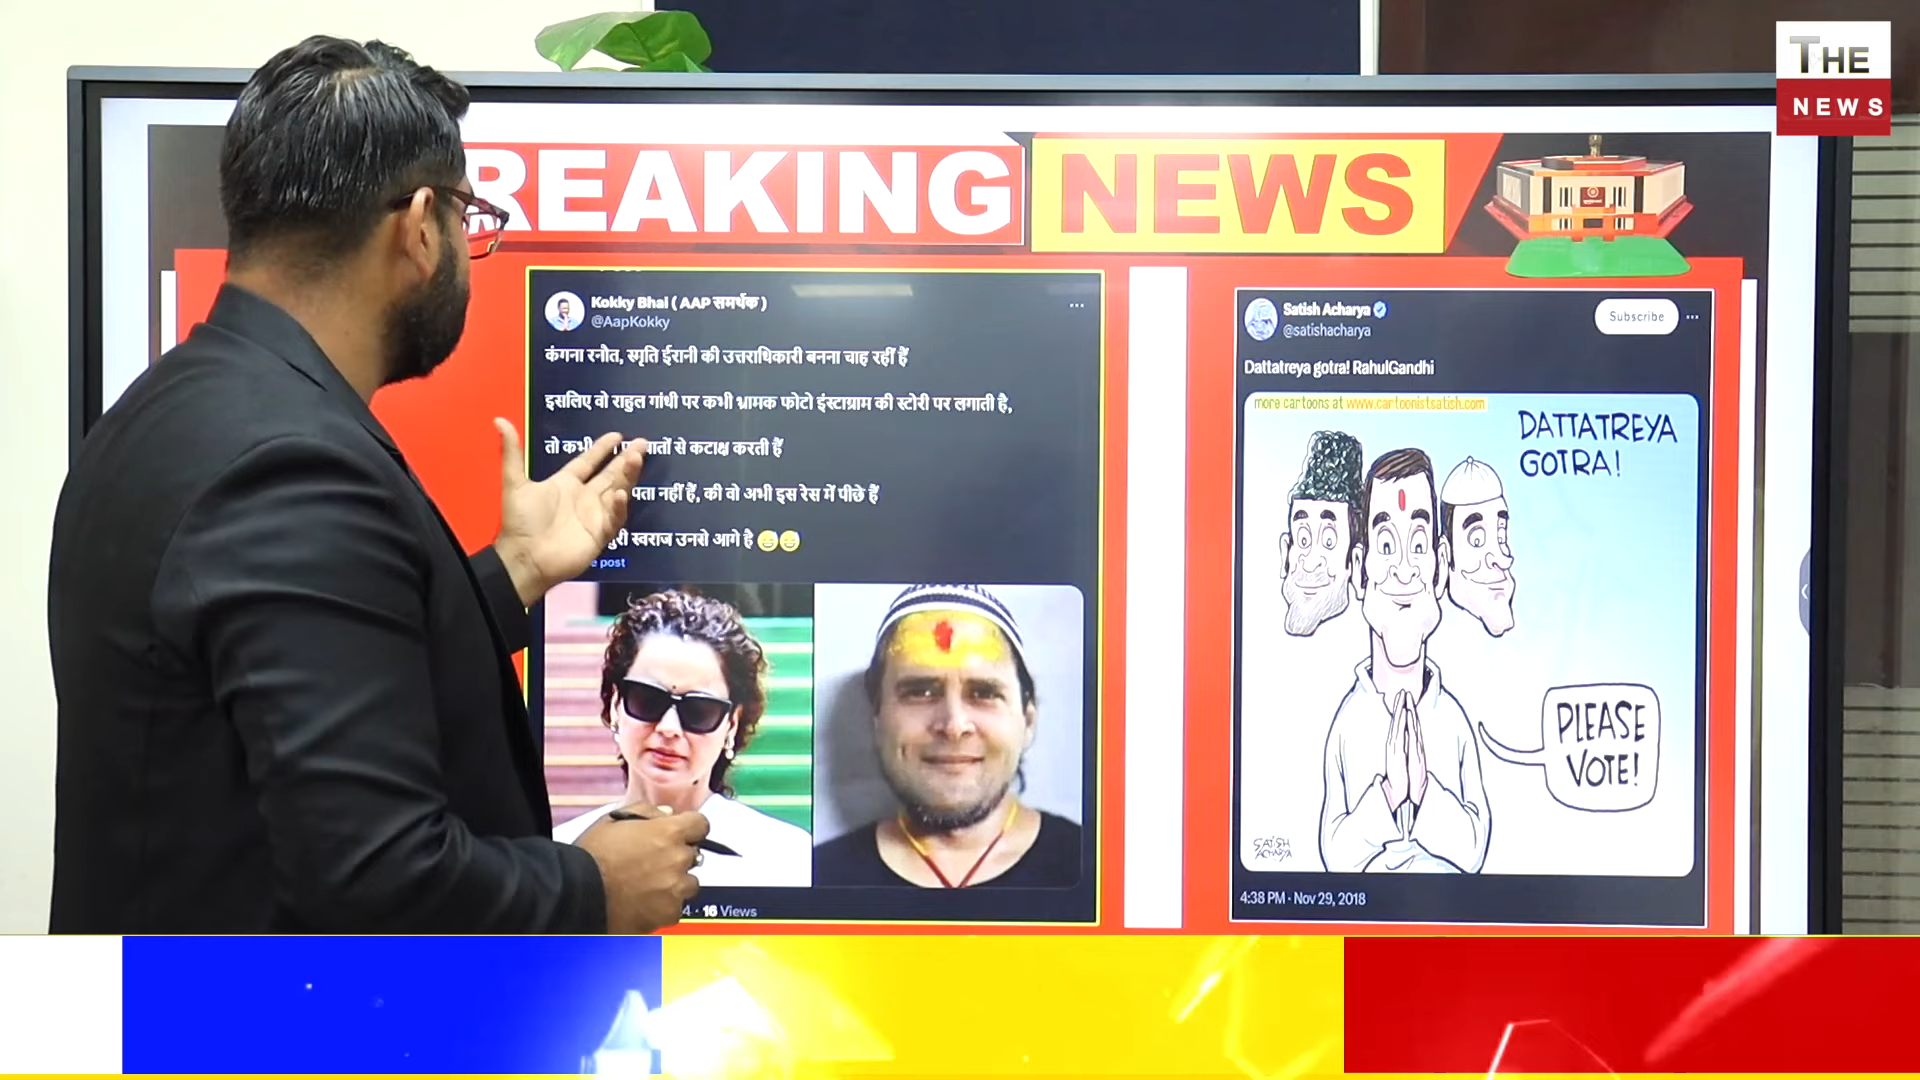 THE
NEWS
REAKING NEWS
Kokky Bhai ( AAP समर्थक )
@AapKokky
कंगना रनौत, स्मृति ईरानी की उत्तराधिकारी बनना चाह रहीं हैं
इसलिए वो राहुल गांधी पर कभी भ्रामक फोटो इंस्टाग्राम की स्टोरी पर लगाती है,
तो कभी बातों से कटाक्ष करती हैं
पता नहीं हैं, की वो अभी इस रेस में पीछे हैं
स्वराज उनसे आगे है 😅😅
post
4 · 16 Views
Satish Acharya
@satishacharya
Subscribe
Dattatreya gotra! RahulGandhi
more cartoons at www.cartoonistsatish.com
DATTATREYA
GOTRA!
PLEASE
VOTE!
SATISH
ACHARYA
4:38 PM · Nov 29, 2018